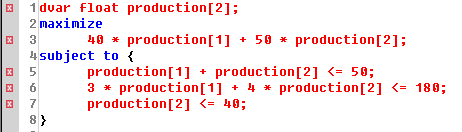 1 dvar float production[2];
2 maximize
3 40 * production[1] + 50 * production[2];
4 subject to {
5 production[1] + production[2] <= 50;
6 3 * production[1] + 4 * production[2] <= 180;
7 production[2] <= 40;
8 }